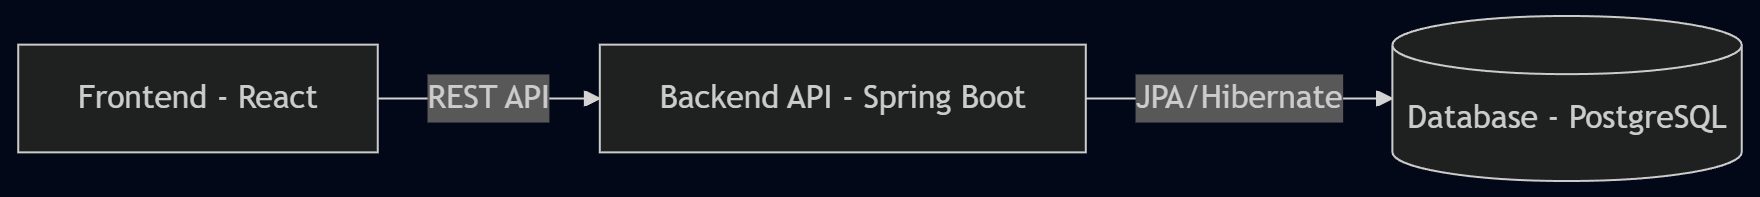 Frontend - React
REST API
Backend API - Spring Boot
JPA/Hibernate
Database - PostgreSQL